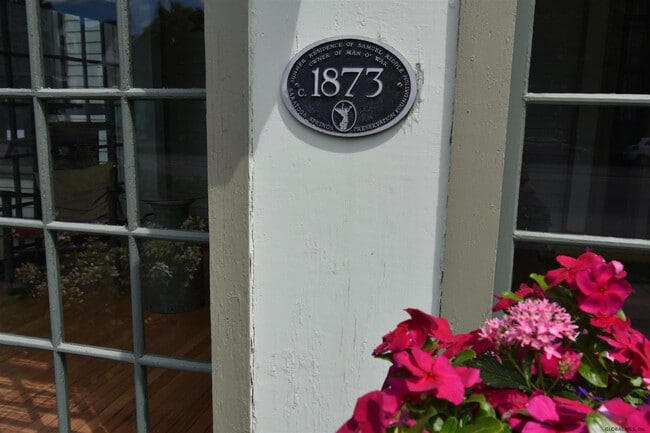 SUMMER RESIDENCE OF SAMUEL RIDDLE
OWNER OF MAN O' WAR
C. 1873
SARATOGA SPRINGS PRESERVATION FOUNDATION